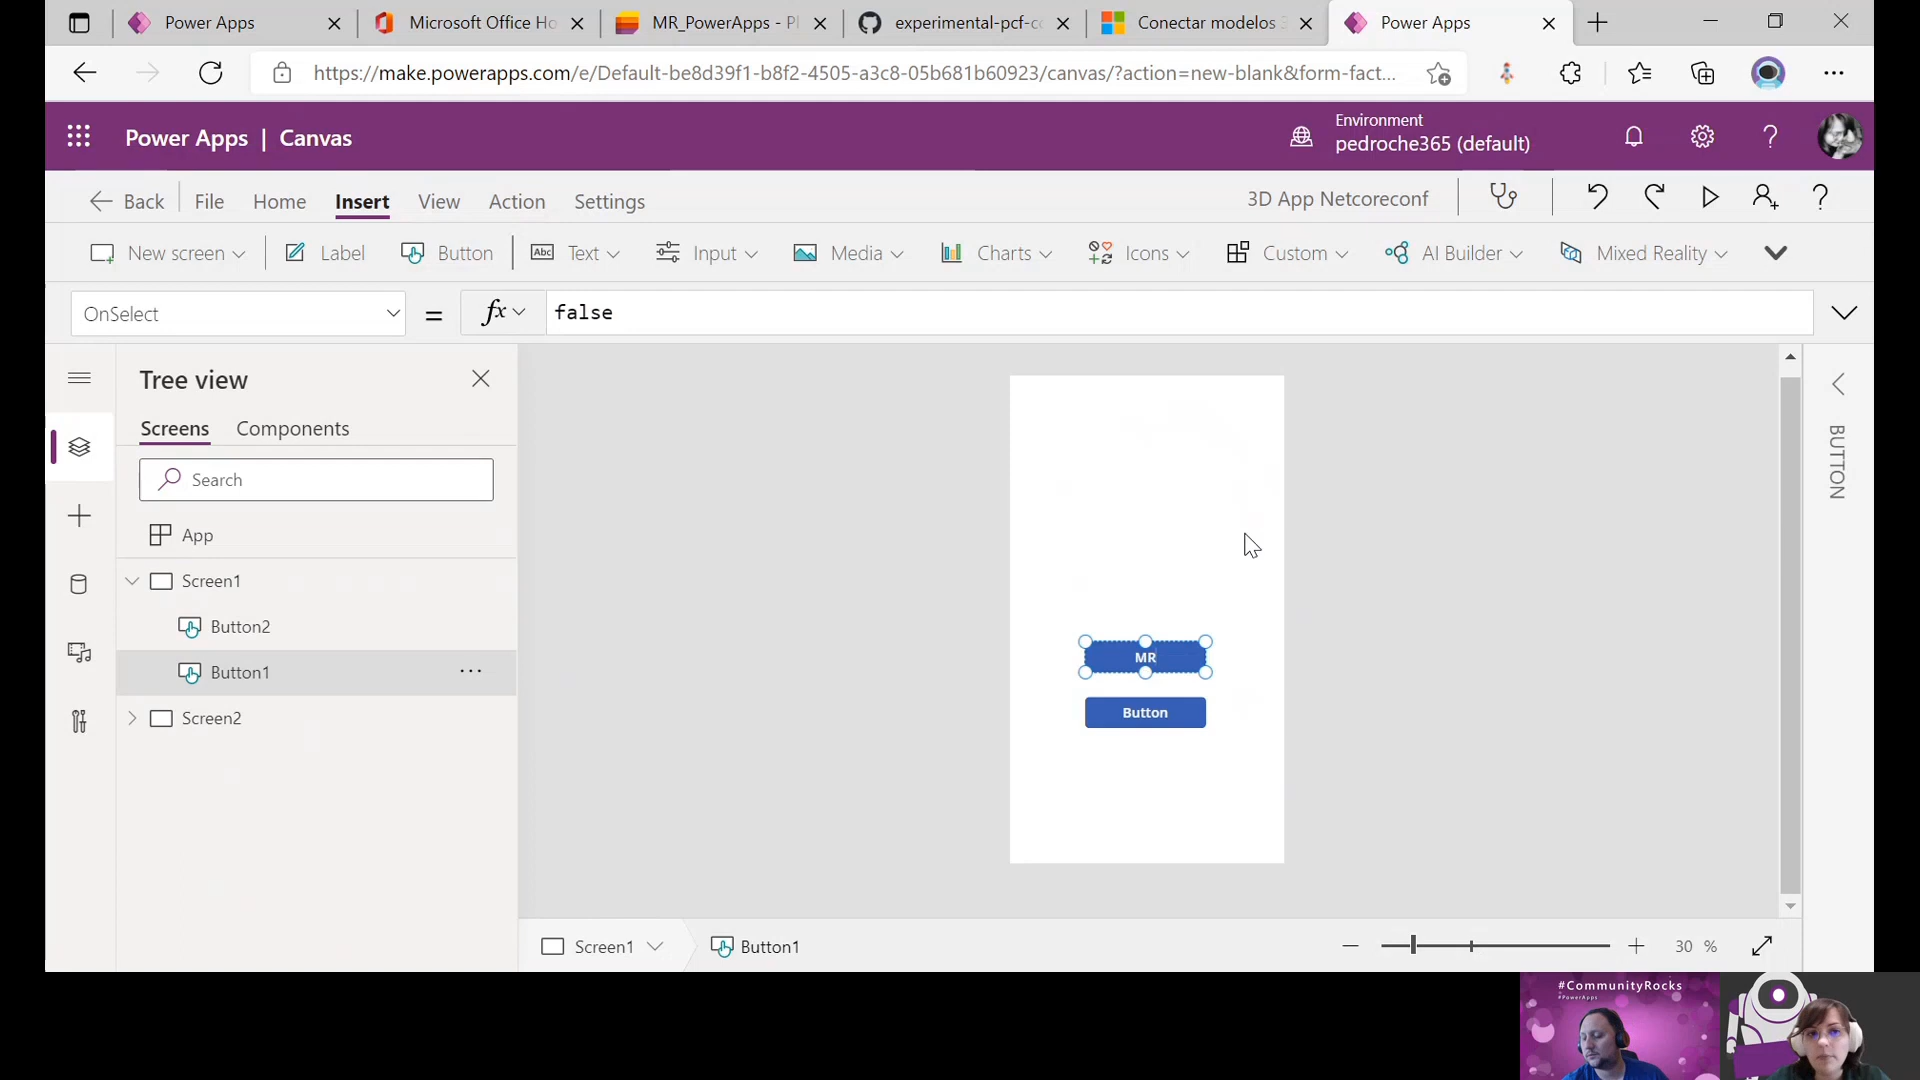 Power Apps
Microsoft Office Ho
MR_PowerApps - Pl
experimental-pcf-co
Conectar modelos 3
Power Apps
https://make.powerapps.com/e/Default-be8d39f1-b8f2-4505-a3c8-05b681b60923/canvas/?action=new-blank&form-fact...
Power Apps | Canvas
Environment
pedroche365 (default)
Back
File
Home
Insert
View
Action
Settings
3D App Netcoreconf
New screen
Label
Button
Abc Text
Input
Media
Charts
Icons
Custom
AI Builder
Mixed Reality
OnSelect
=
fx
false
Tree view
Screens
Components
Search
App
Screen1
Button2
Button1
Screen2
MR
Button
BUTTON
Screen1
Button1
30 %
#CommunityRocks
#PowerApps